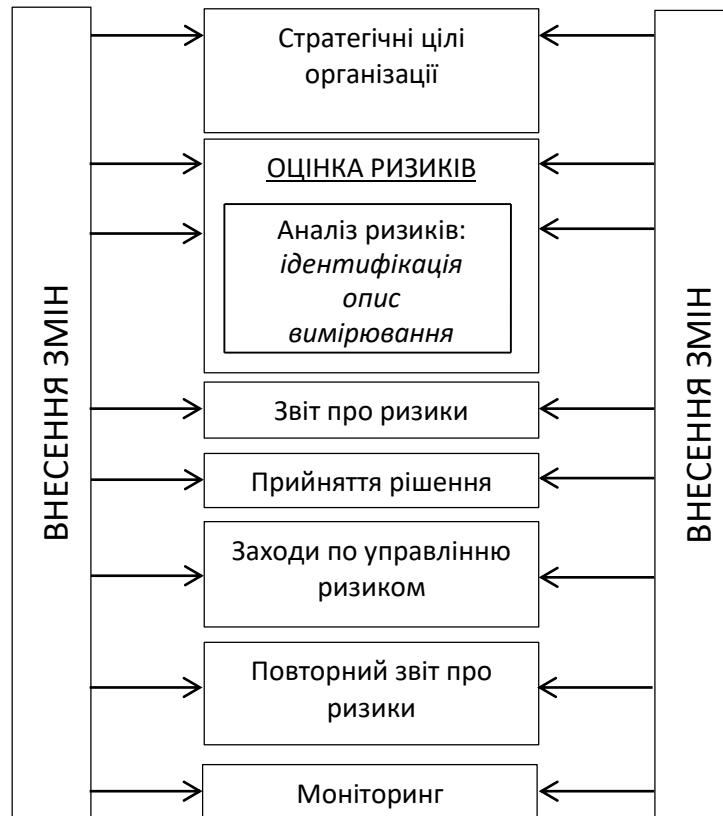 ВНЕСЕННЯ ЗМІН
Стратегічні цілі
організації
ОЦІНКА РИЗИКІВ
Аналіз ризиків:
ідентифікація
опис
вимірювання
Звіт про ризики
Прийняття рішення
Заходи по управлінню
ризиком
Повторний звіт про
ризики
Моніторинг
ВНЕСЕННЯ ЗМІН